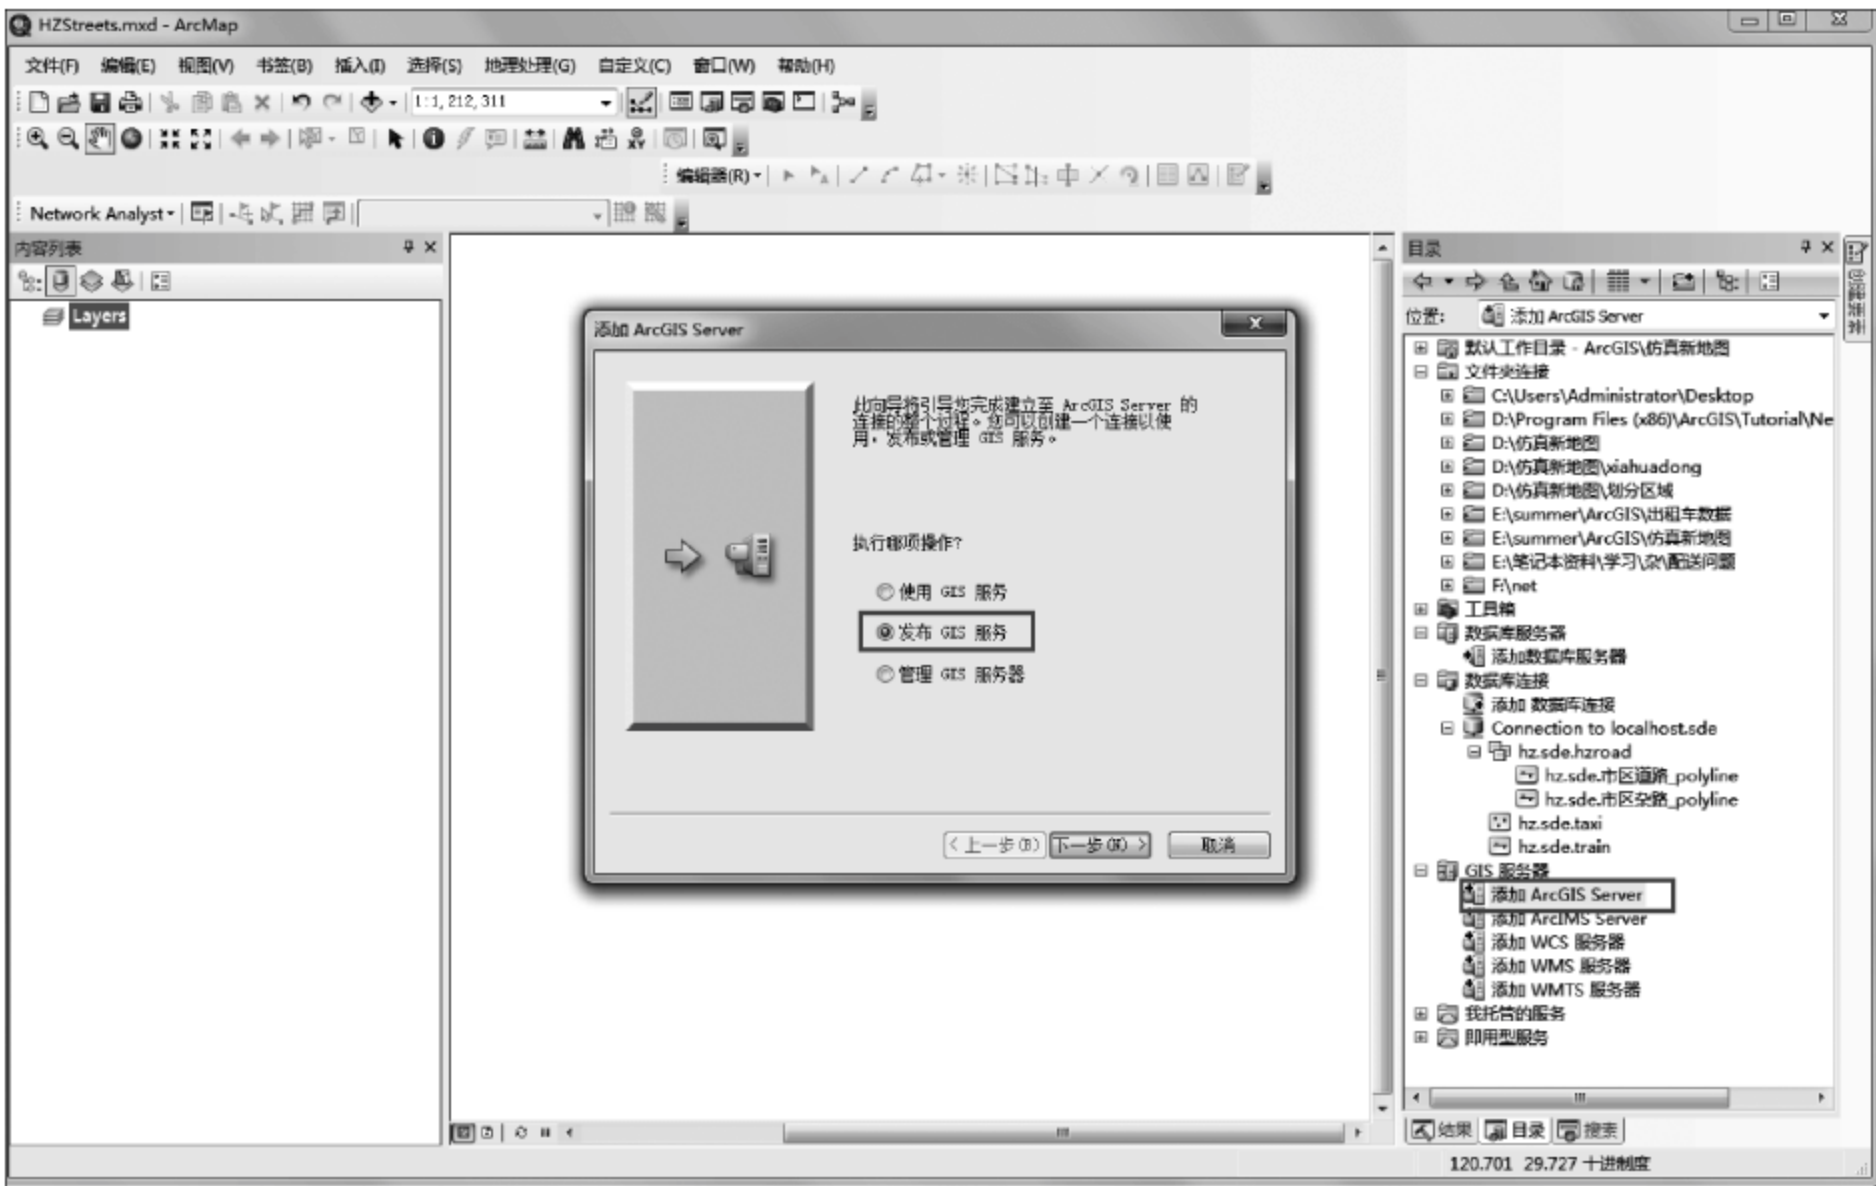 HZStreets.mxd - ArcMap
文件(F) 编辑(E) 视图(V) 书签(B) 插入(I) 选择(S) 地理处理(G) 自定义(C) 窗口(W) 帮助(H)
1:1,212,311
编辑器(R)
Network Analyst
内容列表
Layers
添加 ArcGIS Server
此向导将引导您完成建立至 ArcGIS Server 的
连接的整个过程。您可以创建一个连接以使
用，发布或管理 GIS 服务。
执行哪项操作?
使用 GIS 服务
发布 GIS 服务
管理 GIS 服务器
< 上一步(B) 下一步(N) > 取消
目录
位置: 添加 ArcGIS Server
默认工作目录 - ArcGIS\仿真新地图
文件夹连接
C:\Users\Administrator\Desktop
D:\Program Files (x86)\ArcGIS\Tutorial\Ne
D:\仿真新地图
D:\仿真新地图\xiahuadong
D:\仿真新地图\划分区域
E:\summer\ArcGIS\出租车数据
E:\summer\ArcGIS\仿真新地图
E:\笔记本资料\学习\杂\配送问题
F:\net
工具箱
数据库服务器
添加数据库服务器
数据库连接
添加 数据库连接
Connection to localhost.sde
hz.sde.hzroad
hz.sde.市区道路_polyline
hz.sde.市区杂路_polyline
hz.sde.taxi
hz.sde.train
GIS 服务器
添加 ArcGIS Server
添加 ArcIMS Server
添加 WCS 服务器
添加 WMS 服务器
添加 WMTS 服务器
我托管的服务
即用型服务
结果 目录 搜索
120.701 29.727 十进制度